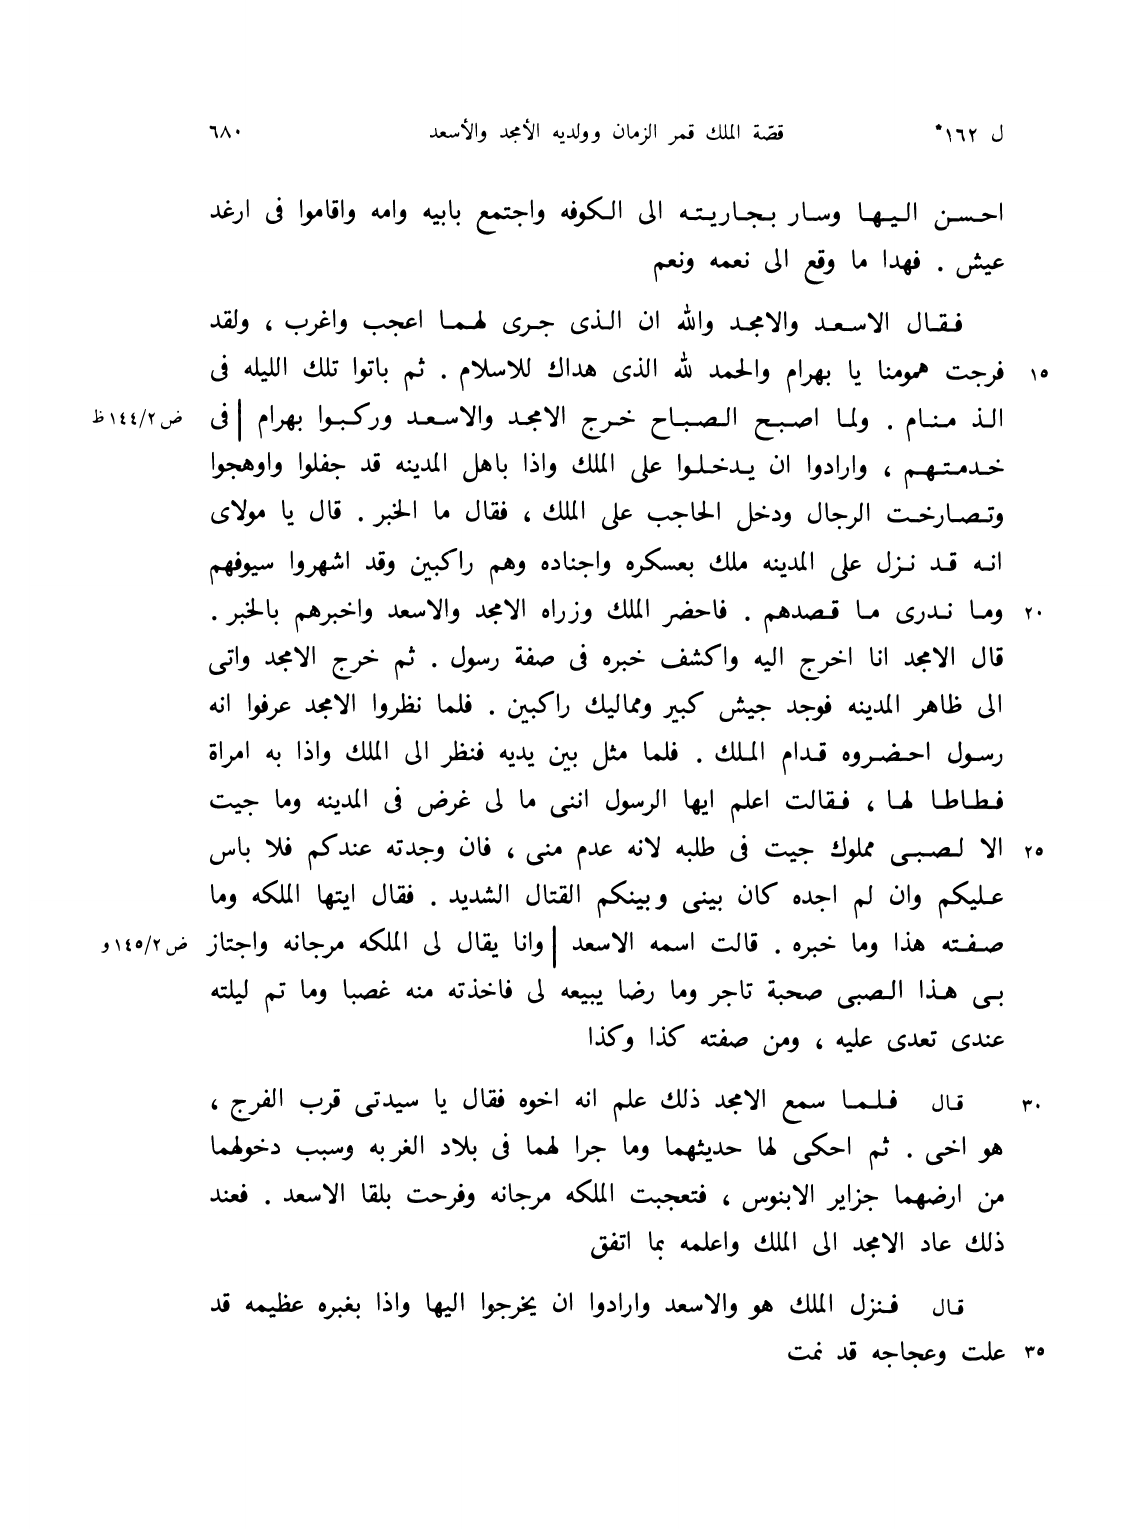 ل ١٦٢* قصّة الملك قمر الزمان وولديه الأمجد والأسعد ٦٨٠
احسن اليها وسار بجاريته الى الكوفه واجتمع بابيه وامه واقاموا فى ارغد
عيش . فهدا ما وقع الى نعمه ونعم
فقال الاسعد والامجد والله ان الذى جرى لهما اعجب واغرب ، ولقد
١٥ فرجت همومنا يا بهرام والحمد لله الذى هداك للاسلام . ثم باتوا تلك الليله فى
الذ منام . ولما اصبح الصباح خرج الامجد والاسعد وركبوا بهرام | فى ض ١٤٤/٢ ظ
خدمتهم ، وارادوا ان يدخلوا على الملك واذا باهل المدينه قد جفلوا واوهجوا
وتصارخت الرجال ودخل الحاجب على الملك ، فقال ما الخبر . قال يا مولاى
انه قد نزل على المدينه ملك بعسكره واجناده وهم راكبين وقد اشهروا سيوفهم
٢٠ وما ندرى ما قصدهم . فاحضر الملك وزراه الامجد والاسعد واخبرهم بالخبر .
قال الامجد انا اخرج اليه واكشف خبره فى صفة رسول . ثم خرج الامجد واتى
الى ظاهر المدينه فوجد جيش كبير ومماليك راكبين . فلما نظروا الامجد عرفوا انه
رسول احضروه قدام الملك . فلما مثل بين يديه فنظر الى الملك واذا به امراة
فطاطا لها ، فقالت اعلم ايها الرسول اننى ما لى غرض فى المدينه وما جيت
٢٥ الا لصبى مملوك جيت فى طلبه لانه عدم منى ، فان وجدته عندكم فلا باس
عليكم وان لم اجده كان بينى وبينكم القتال الشديد . فقال ايتها الملكه وما
صفته هذا وما خبره . قالت اسمه الاسعد | وانا يقال لى الملكه مرجانه واجتاز ض ١٤٥/٢ و
بى هذا الصبى صحبة تاجر وما رضا يبيعه لى فاخذته منه غصبا وما تم ليلته
عندى تعدى عليه ، ومن صفته كذا وكذا
٣٠ قال فلما سمع الامجد ذلك علم انه اخوه فقال يا سيدتى قرب الفرج ،
هو اخى . ثم احكى لها حديثهما وما جرا لهما فى بلاد الغربه وسبب دخولهما
من ارضهما جزاير الابنوس ، فتعجبت الملكه مرجانه وفرحت بلقا الاسعد . فعند
ذلك عاد الامجد الى الملك واعلمه بما اتفق
قال فنزل الملك هو والاسعد وارادوا ان يخرجوا اليها واذا بغبره عظيمه قد
٣٥ علت وعجاجه قد نمت